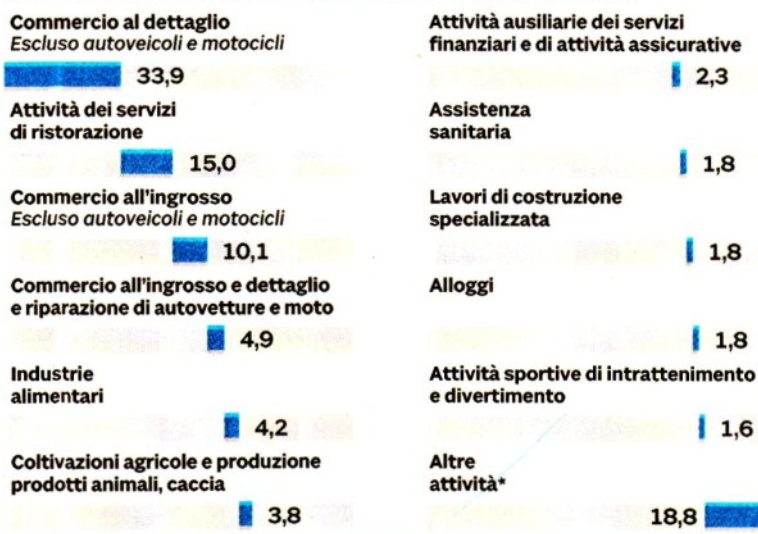 Commercio al dettaglio
Escluso autoveicoli e motocicli
33,9
Attività dei servizi
di ristorazione
15,0
Commercio all'ingrosso
Escluso autoveicoli e motocicli
10,1
Commercio all'ingrosso e dettaglio
e riparazione di autovetture e moto
4,9
Industrie
alimentari
4,2
Coltivazioni agricole e produzione
prodotti animali, caccia
3,8
Attività ausiliarie dei servizi
finanziari e di attività assicurative
2,3
Assistenza
sanitaria
1,8
Lavori di costruzione
specializzata
1,8
Alloggi
1,8
Attività sportive di intrattenimento
e divertimento
1,6
Altre
attività*
18,8